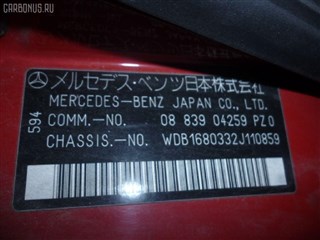 CARBONUS.RU
メルセデス・ベンツ日本株式会社
MERCEDES-BENZ JAPAN CO., LTD.
594
COMM.-NO. 08 839 04259 PZ0
CHASSIS.-NO. WDB1680332J110859